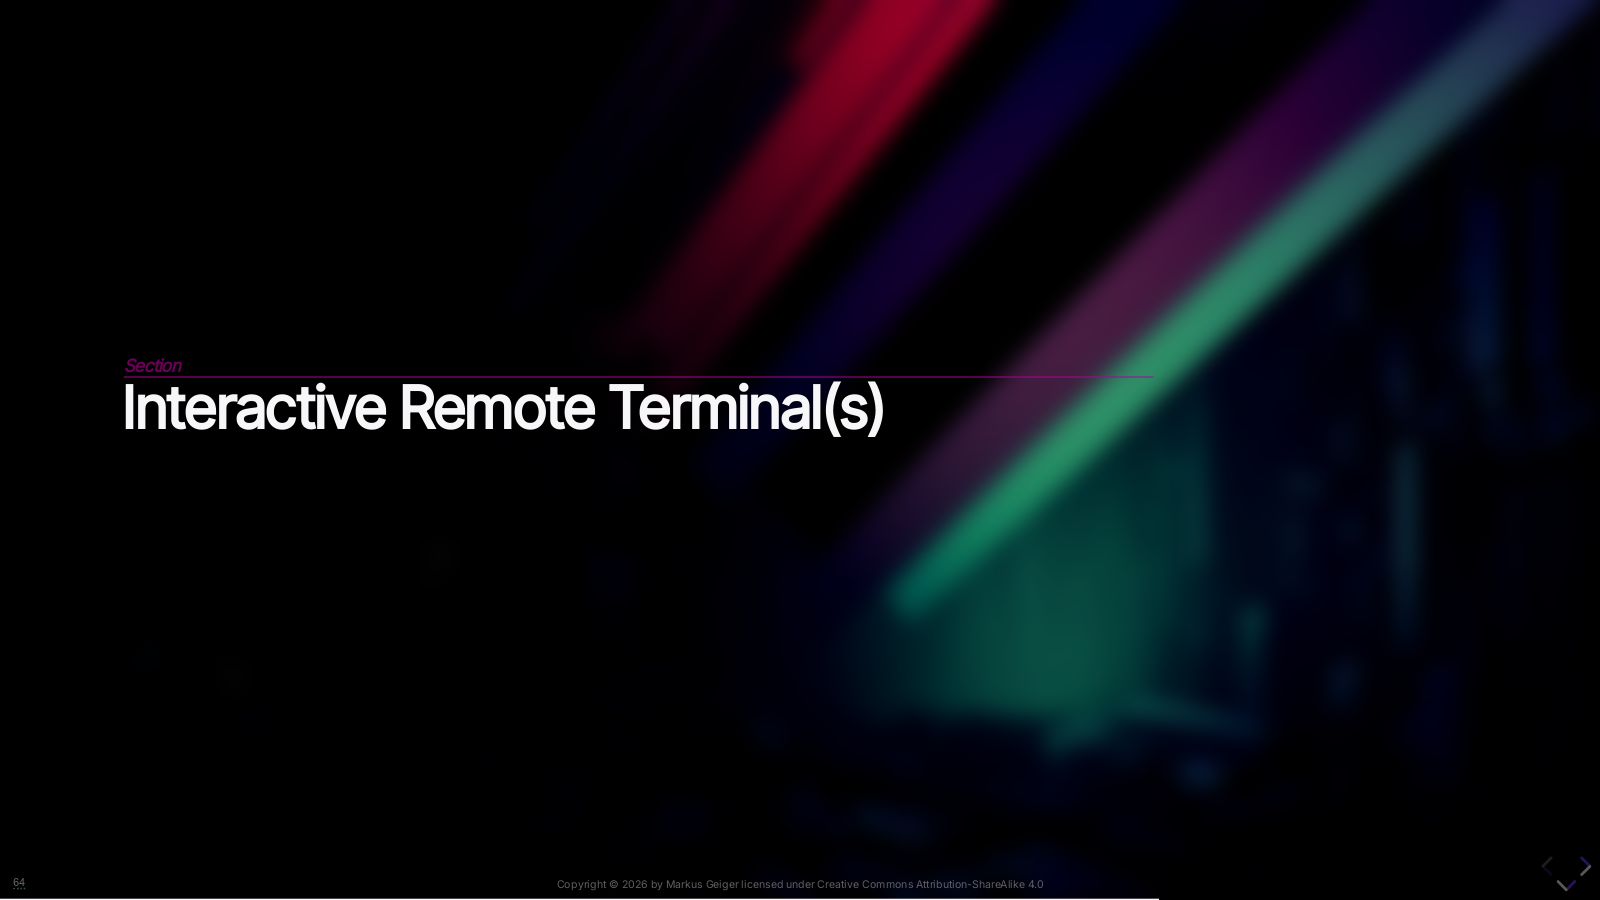 Section
Interactive Remote Terminal(s)
64
Copyright © 2026 by Markus Geiger licensed under Creative Commons Attribution-ShareAlike 4.0